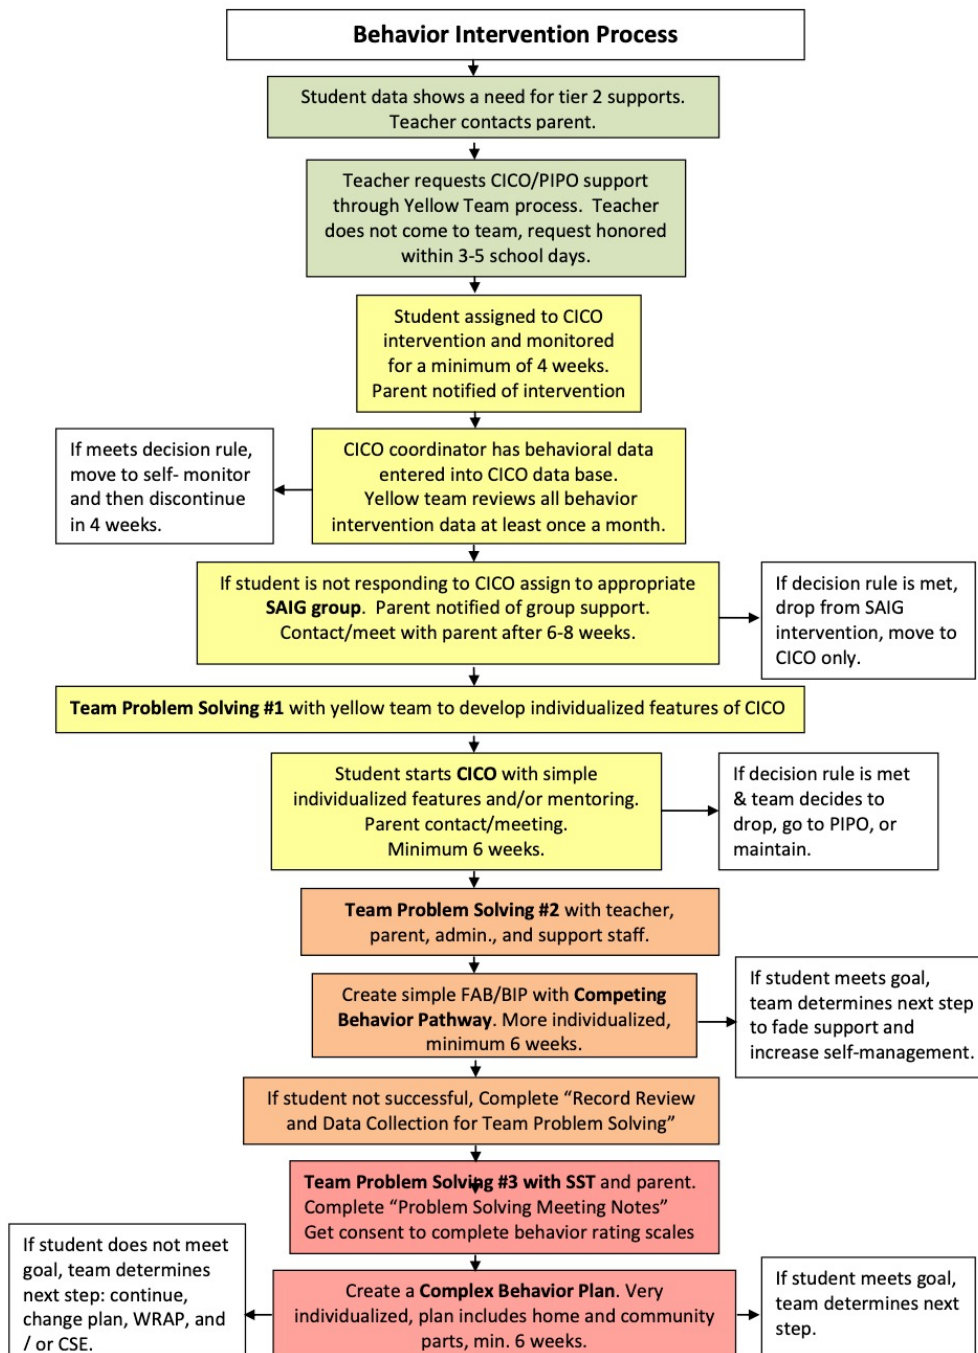 Behavior Intervention Process
Student data shows a need for tier 2 supports.
Teacher contacts parent.
Teacher requests CICO/PIPO support
through Yellow Team process.  Teacher
does not come to team, request honored
within 3-5 school days.
Student assigned to CICO
intervention and monitored
for a minimum of 4 weeks.
Parent notified of intervention
If meets decision rule,
move to self- monitor
and then discontinue
in 4 weeks.
CICO coordinator has behavioral data
entered into CICO data base.
Yellow team reviews all behavior
intervention data at least once a month.
If student is not responding to CICO assign to appropriate
SAIG group.  Parent notified of group support.
Contact/meet with parent after 6-8 weeks.
If decision rule is met,
drop from SAIG
intervention, move to
CICO only.
Team Problem Solving #1 with yellow team to develop individualized features of CICO
Student starts CICO with simple
individualized features and/or mentoring.
Parent contact/meeting.
Minimum 6 weeks.
If decision rule is met
& team decides to
drop, go to PIPO, or
maintain.
Team Problem Solving #2 with teacher,
parent, admin., and support staff.
Create simple FAB/BIP with Competing
Behavior Pathway. More individualized,
minimum 6 weeks.
If student meets goal,
team determines next step
to fade support and
increase self-management.
If student not successful, Complete “Record Review
and Data Collection for Team Problem Solving”
Team Problem Solving #3 with SST and parent.
Complete “Problem Solving Meeting Notes”
Get consent to complete behavior rating scales
If student does not meet
goal, team determines
next step: continue,
change plan, WRAP, and
/ or CSE.
Create a Complex Behavior Plan. Very
individualized, plan includes home and community
parts, min. 6 weeks.
If student meets goal,
team determines next
step.